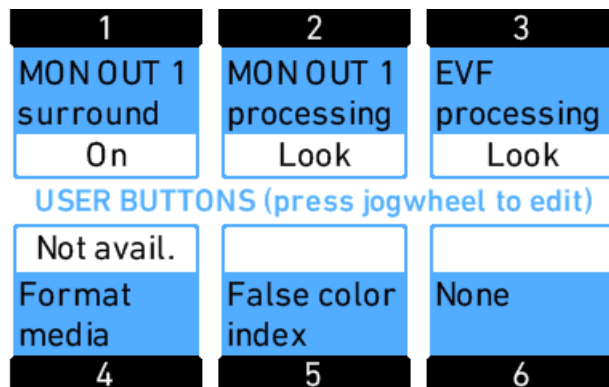 1 2 3
MON OUT 1 MON OUT 1 EVF
surround processing processing
On Look Look
USER BUTTONS (press jogwheel to edit)
Not avail.
Format False color None
media index
4 5 6